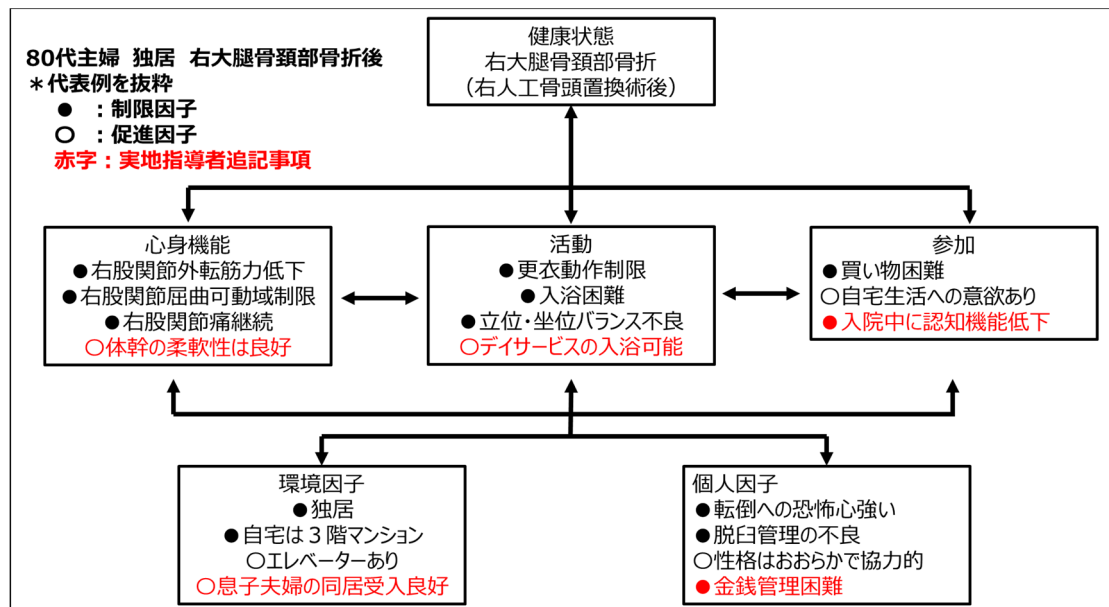 80代主婦 独居 右大腿骨頚部骨折後
＊代表例を抜粋
● ：制限因子
○ ：促進因子
赤字：実地指導者追記事項
健康状態
右大腿骨頚部骨折
（右人工骨頭置換術後）
心身機能
●右股関節外転筋力低下
●右股関節屈曲可動域制限
●右股関節痛継続
○体幹の柔軟性は良好
活動
●更衣動作制限
●入浴困難
●立位・坐位バランス不良
○デイサービスの入浴可能
参加
●買い物困難
○自宅生活への意欲あり
●入院中に認知機能低下
環境因子
●独居
●自宅は３階マンション
○エレベーターあり
○息子夫婦の同居受入良好
個人因子
●転倒への恐怖心強い
●脱臼管理の不良
○性格はおおらかで協力的
●金銭管理困難